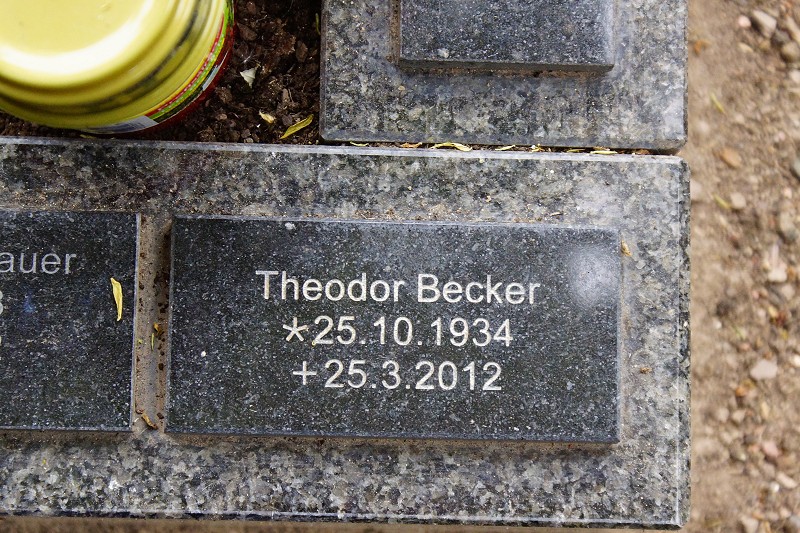 Theodor Becker
*25.10.1934
+25.3.2012